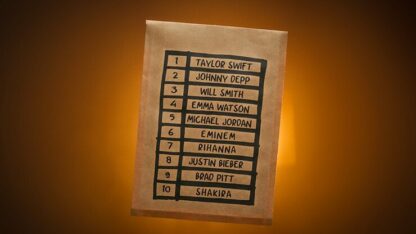 1 TAYLOR SWIFT
2 JOHNNY DEPP
3 WILL SMITH
4 EMMA WATSON
5 MICHAEL JORDAN
6 EMINEM
7 RIHANNA
8 JUSTIN BIEBER
9 BRAD PITT
10 SHAKIRA